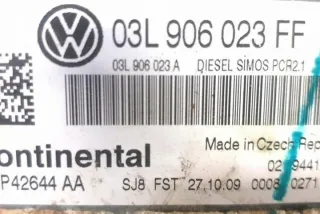 03L 906 023 FF
03L 906 023 A DIESEL SIMOS PCR2.1
Made in Czech Rep
ontinental
P42644 AA SJ8 FST 27.10.09